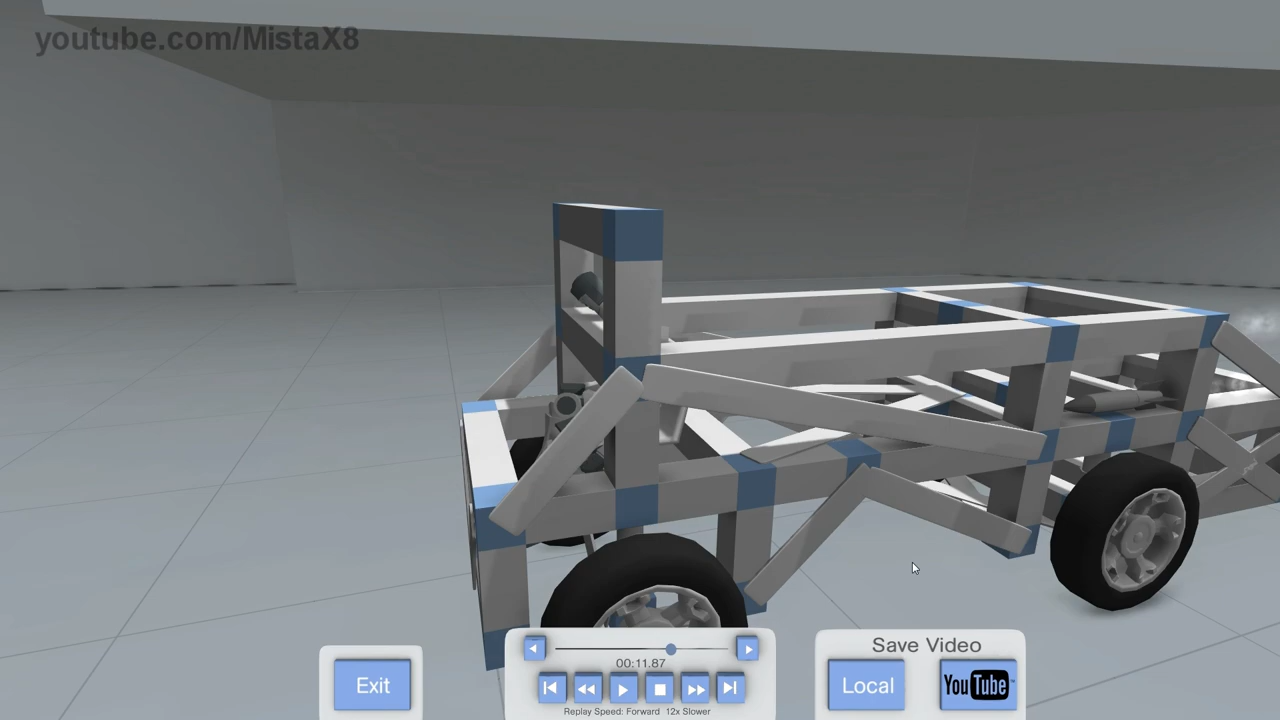 youtube.com/MistaX8
Save Video
00:11.87
Exit
Local
YouTube
Replay Speed: Forward 12x Slower